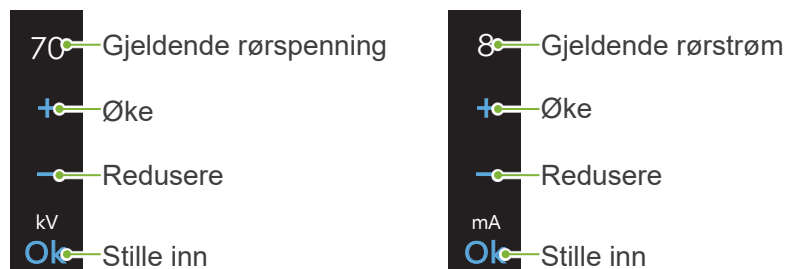 70 Gjeldende rørspenning
+ Øke
− Redusere
kV
Ok Stille inn
8 Gjeldende rørstrøm
+ Øke
− Redusere
mA
Ok Stille inn